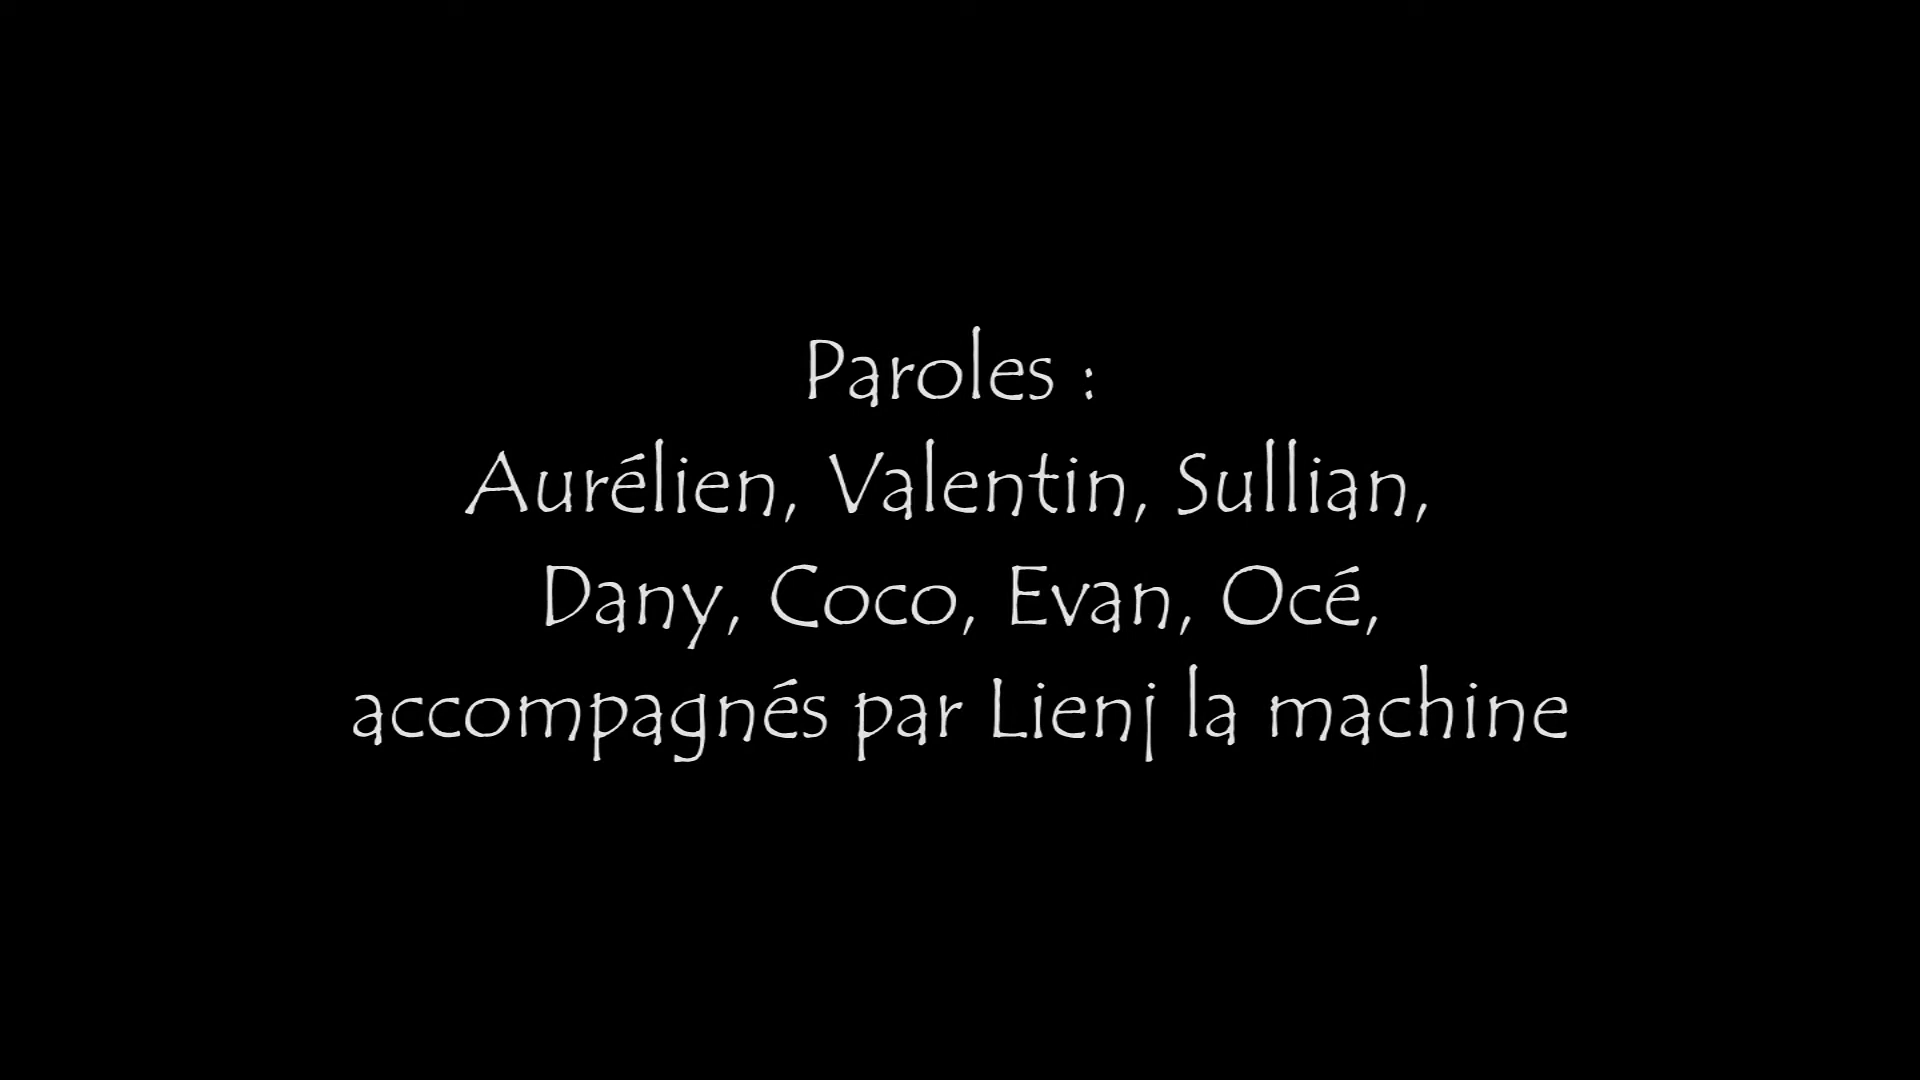 Paroles :
Aurélien, Valentin, Sullian,
Dany, Coco, Evan, Océ,
accompagnés par Lienj la machine